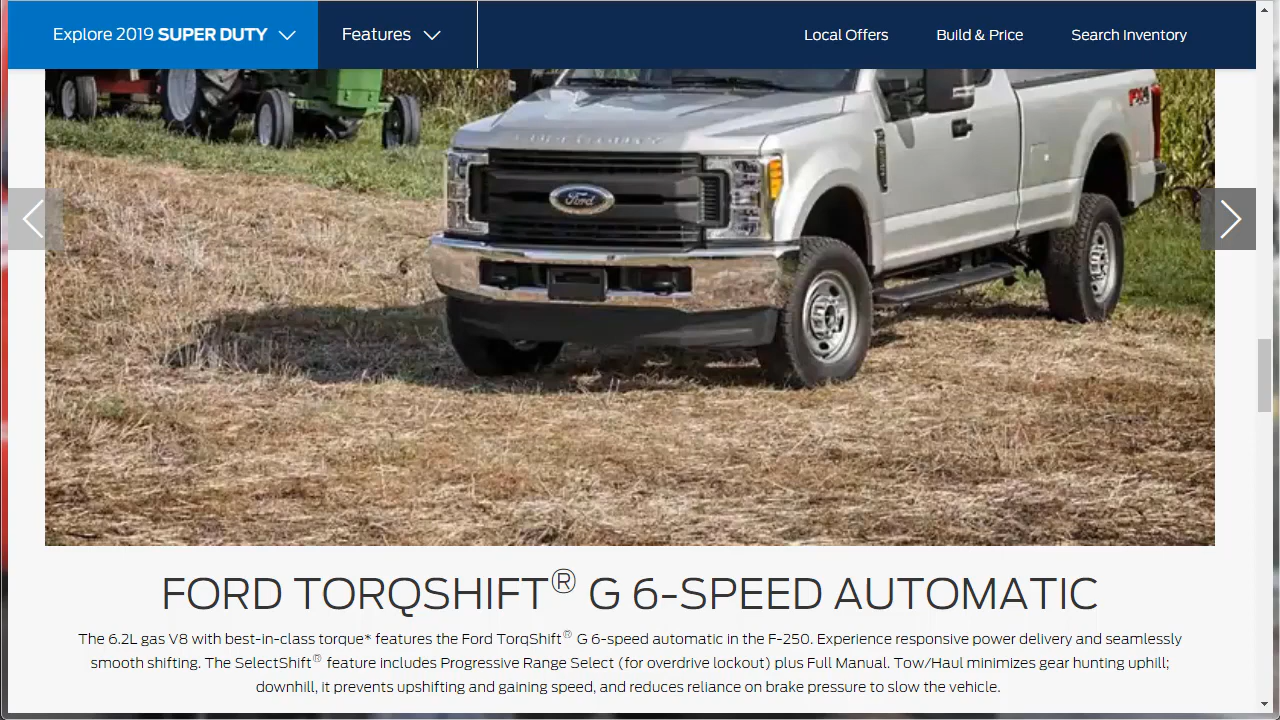 Explore 2019 SUPER DUTY
Features
Local Offers
Build & Price
Search Inventory
SUPER DUTY
FX4
Ford
FORD TORQSHIFT® G 6-SPEED AUTOMATIC
The 6.2L gas V8 with best-in-class torque* features the Ford TorqShift® G 6-speed automatic in the F-250. Experience responsive power delivery and seamlessly
smooth shifting. The SelectShift® feature includes Progressive Range Select (for overdrive lockout) plus Full Manual. Tow/Haul minimizes gear hunting uphill;
downhill, it prevents upshifting and gaining speed, and reduces reliance on brake pressure to slow the vehicle.